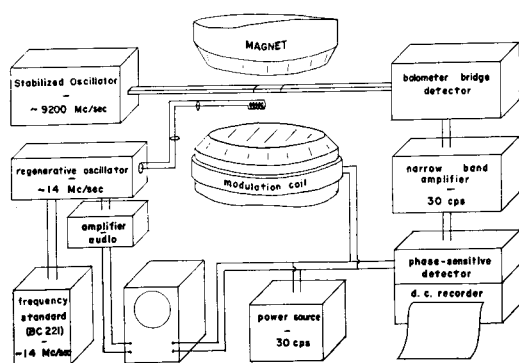 MAGNET
Stabilized Oscillator
–
~ 9200 Mc/sec
bolometer bridge
detector
regenerative oscillator
–
~14 Mc/sec
modulation coil
narrow band
amplifier
–
30 cps
amplifier
audio
phase-sensitive
detector
d. c. recorder
frequency
standard
(BC 221)
–
~14 Mc/sec
power source
–
30 cps